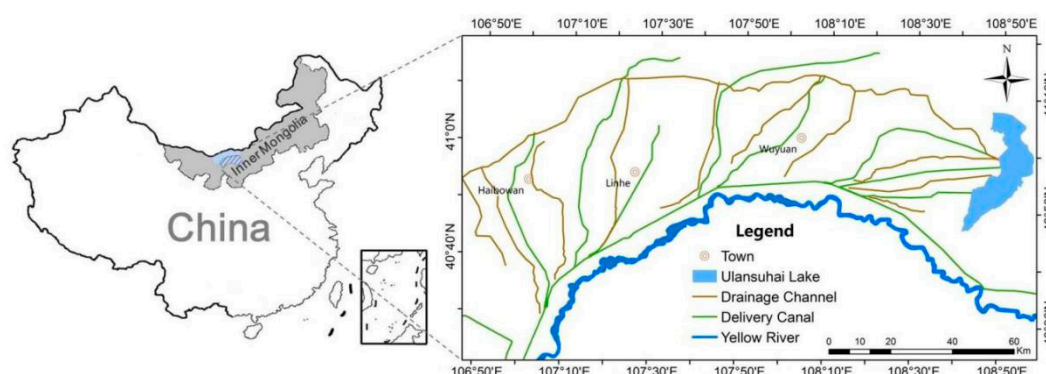 106°50'E 107°10'E 107°30'E 107°50'E 108°10'E 108°30'E 108°50'E
N
41°0'N
Inner Mongolia
Wuyuan
Haibowan
Linhe
China
40°40'N
Legend
Town
Ulansuhai Lake
Drainage Channel
Delivery Canal
Yellow River
0 10 20 40 60
Km
106°50'E 107°10'E 107°30'E 107°50'E 108°10'E 108°30'E 108°50'E